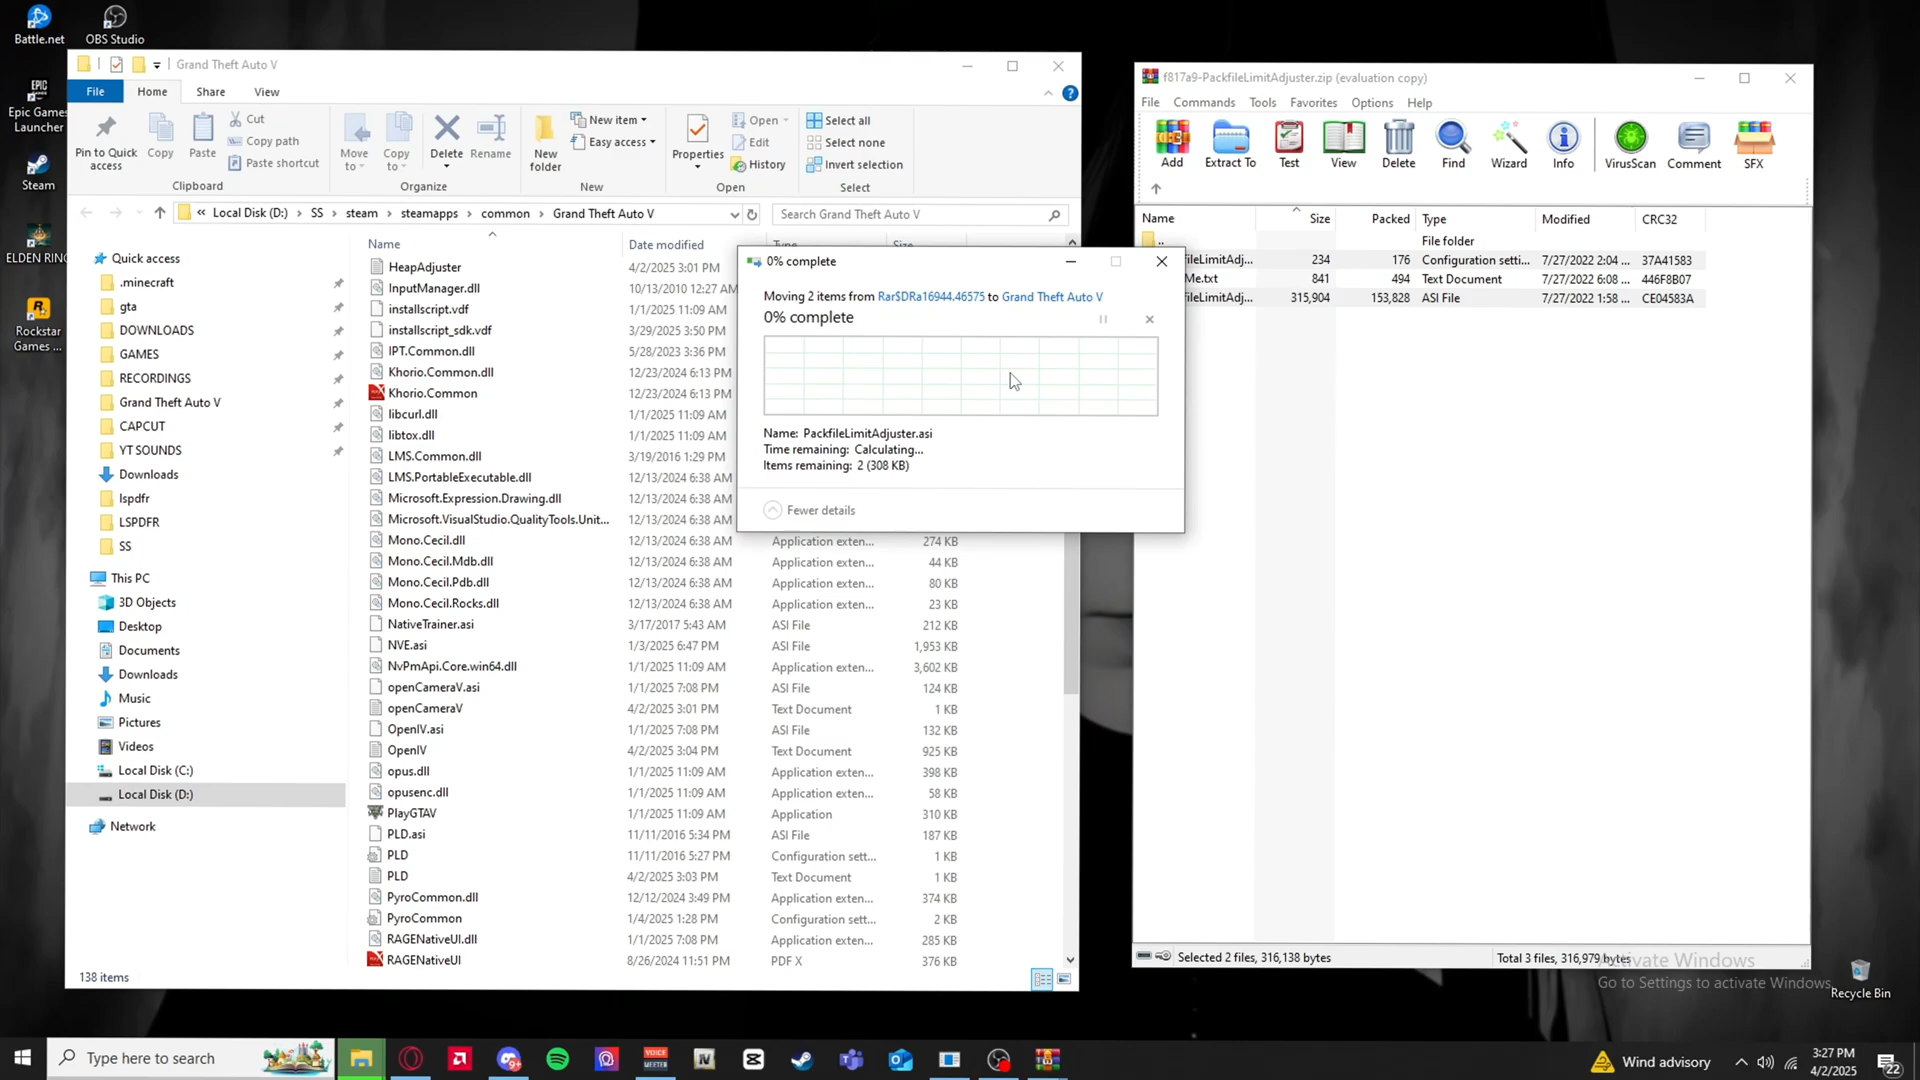 Battle.net
OBS Studio
EPIC
Epic Games
Launcher
Steam
ELDEN RING
Rockstar
Games ...
Grand Theft Auto V
File
Home
Share
View
Pin to Quick
access
Copy
Paste
Cut
Copy path
Paste shortcut
Clipboard
Move
to
Copy
to
Delete
Rename
Organize
New
folder
New item
Easy access
New
Properties
Open
Edit
History
Open
Select all
Select none
Invert selection
Select
« Local Disk (D:) > SS > steam > steamapps > common > Grand Theft Auto V
Search Grand Theft Auto V
Quick access
.minecraft
gta
DOWNLOADS
GAMES
RECORDINGS
Grand Theft Auto V
CAPCUT
YT SOUNDS
Downloads
lspdfr
LSPDFR
SS
This PC
3D Objects
Desktop
Documents
Downloads
Music
Pictures
Videos
Local Disk (C:)
Local Disk (D:)
Network
Name Date modified Type Size
HeapAdjuster 4/2/2025 3:01 PM
InputManager.dll 10/13/2010 12:27 AM
installscript.vdf 1/1/2025 11:09 AM
installscript_sdk.vdf 3/29/2025 3:50 PM
IPT.Common.dll 5/28/2023 3:36 PM
Khorio.Common.dll 12/23/2024 6:13 PM
Khorio.Common 12/23/2024 6:13 PM
libcurl.dll 1/1/2025 11:09 AM
libtox.dll 1/1/2025 11:09 AM
LMS.Common.dll 3/19/2016 1:29 PM
LMS.PortableExecutable.dll 12/13/2024 6:38 AM
Microsoft.Expression.Drawing.dll 12/13/2024 6:38 AM
Microsoft.VisualStudio.QualityTools.Unit... 12/13/2024 6:38 AM
Mono.Cecil.dll 12/13/2024 6:38 AM Application exten... 274 KB
Mono.Cecil.Mdb.dll 12/13/2024 6:38 AM Application exten... 44 KB
Mono.Cecil.Pdb.dll 12/13/2024 6:38 AM Application exten... 80 KB
Mono.Cecil.Rocks.dll 12/13/2024 6:38 AM Application exten... 23 KB
NativeTrainer.asi 3/17/2017 5:43 AM ASI File 212 KB
NVE.asi 1/3/2025 6:47 PM ASI File 1,953 KB
NvPmApi.Core.win64.dll 1/1/2025 11:09 AM Application exten... 3,602 KB
openCameraV.asi 1/1/2025 7:08 PM ASI File 124 KB
openCameraV 4/2/2025 3:01 PM Text Document 1 KB
OpenIV.asi 1/1/2025 7:08 PM ASI File 132 KB
OpenIV 4/2/2025 3:04 PM Text Document 925 KB
opus.dll 1/1/2025 11:09 AM Application exten... 398 KB
opusenc.dll 1/1/2025 11:09 AM Application exten... 58 KB
PlayGTAV 1/1/2025 11:09 AM Application 310 KB
PLD.asi 11/11/2016 5:34 PM ASI File 187 KB
PLD 11/11/2016 5:27 PM Configuration sett... 1 KB
PLD 4/2/2025 3:03 PM Text Document 1 KB
PyroCommon.dll 12/12/2024 3:49 PM Application exten... 374 KB
PyroCommon 1/4/2025 1:28 PM Configuration sett... 2 KB
RAGENativeUI.dll 1/1/2025 7:08 PM Application exten... 285 KB
RAGENativeUI 8/26/2024 11:51 PM PDF X 376 KB
138 items
0% complete
Moving 2 items from Rar$DRa16944.46575 to Grand Theft Auto V
0% complete
Name: PackfileLimitAdjuster.asi
Time remaining: Calculating...
Items remaining: 2 (308 KB)
Fewer details
f817a9-PackfileLimitAdjuster.zip (evaluation copy)
File Commands Tools Favorites Options Help
Add
Extract To
Test
View
Delete
Find
Wizard
Info
VirusScan
Comment
SFX
Name Size Packed Type Modified CRC32
.. File folder
ileLimitAdj... 234 176 Configuration setti... 7/27/2022 2:04 ... 37A41583
Me.txt 841 494 Text Document 7/27/2022 6:08 ... 446F8B07
ileLimitAdj... 315,904 153,828 ASI File 7/27/2022 1:58 ... CE04583A
Selected 2 files, 316,138 bytes
Total 3 files, 316,979 bytes
Activate Windows
Go to Settings to activate Windows.
Recycle Bin
Type here to search
VOICE
MEETER
IV
Wind advisory
3:27 PM
4/2/2025
22